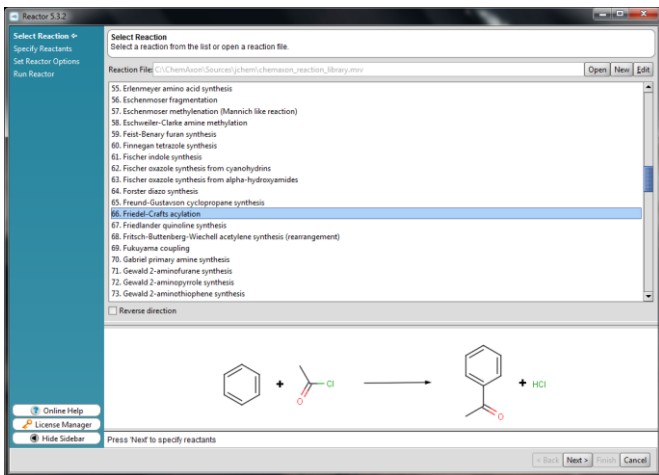 Reactor 5.3.2
Select Reaction
Specify Reactants
Set Reactor Options
Run Reactor
Select Reaction
Select a reaction from the list or open a reaction file.
Reaction File: C:\ChemAxon\Sources\jchem\chemaxon_reaction_library.mrv
Open New Edit
55. Erlenmeyer amino acid synthesis
56. Eschenmoser fragmentation
57. Eschenmoser methylenation (Mannich like reaction)
58. Eschweiler-Clarke amine methylation
59. Feist-Benary furan synthesis
60. Finnegan tetrazole synthesis
61. Fischer indole synthesis
62. Fischer oxazole synthesis from cyanohydrins
63. Fischer oxazole synthesis from alpha-hydroxyamides
64. Forster diazo synthesis
65. Freund-Gustavson cyclopropane synthesis
66. Friedel-Crafts acylation
67. Friedlander quinoline synthesis
68. Fritsch-Buttenberg-Wiechell acetylene synthesis (rearrangement)
69. Fukuyama coupling
70. Gabriel primary amine synthesis
71. Gewald 2-aminofurane synthesis
72. Gewald 2-aminopyrrole synthesis
73. Gewald 2-aminothiophene synthesis
Reverse direction
+ Cl O
O + HCl
Online Help
License Manager
Hide Sidebar
Press 'Next' to specify reactants
< Back Next > Finish Cancel